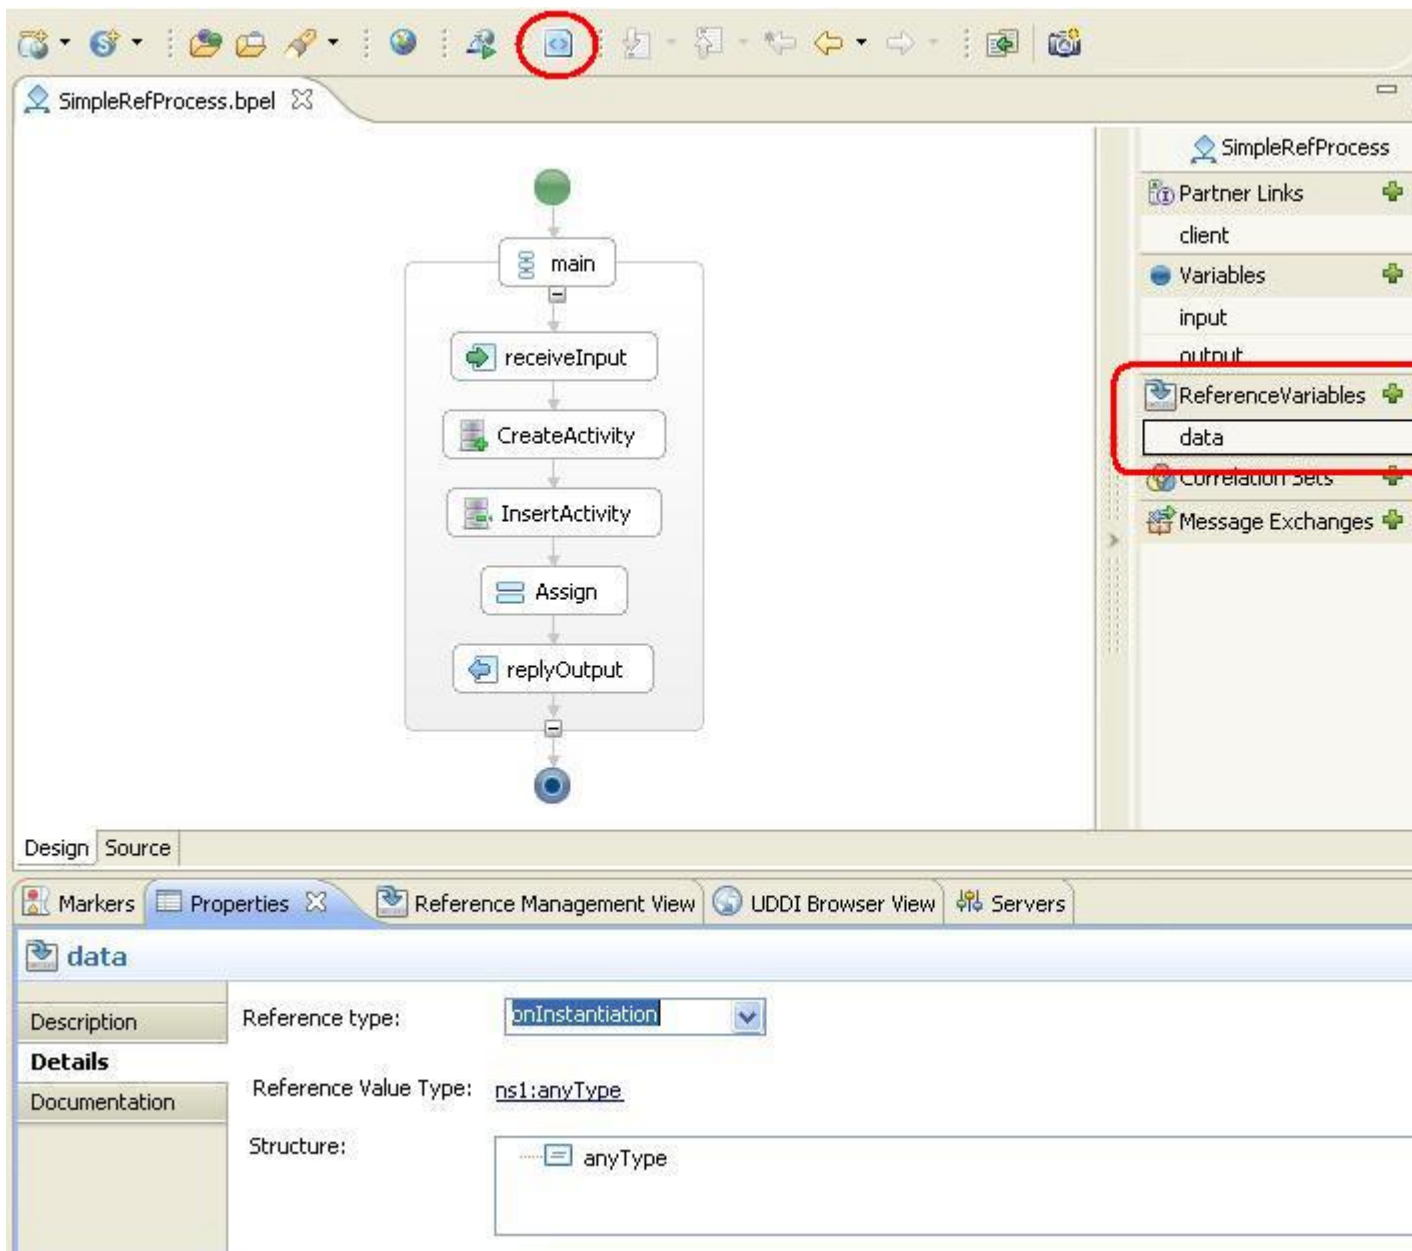 SimpleRefProcess.bpel
SimpleRefProcess
Partner Links
client
Variables
input
output
ReferenceVariables
data
Correlation Sets
Message Exchanges
main
receiveInput
CreateActivity
InsertActivity
Assign
replyOutput
Design Source
Markers Properties Reference Management View UDDI Browser View Servers
data
Description
Details
Documentation
Reference type: onInstantiation
Reference Value Type: ns1:anyType
Structure:
anyType